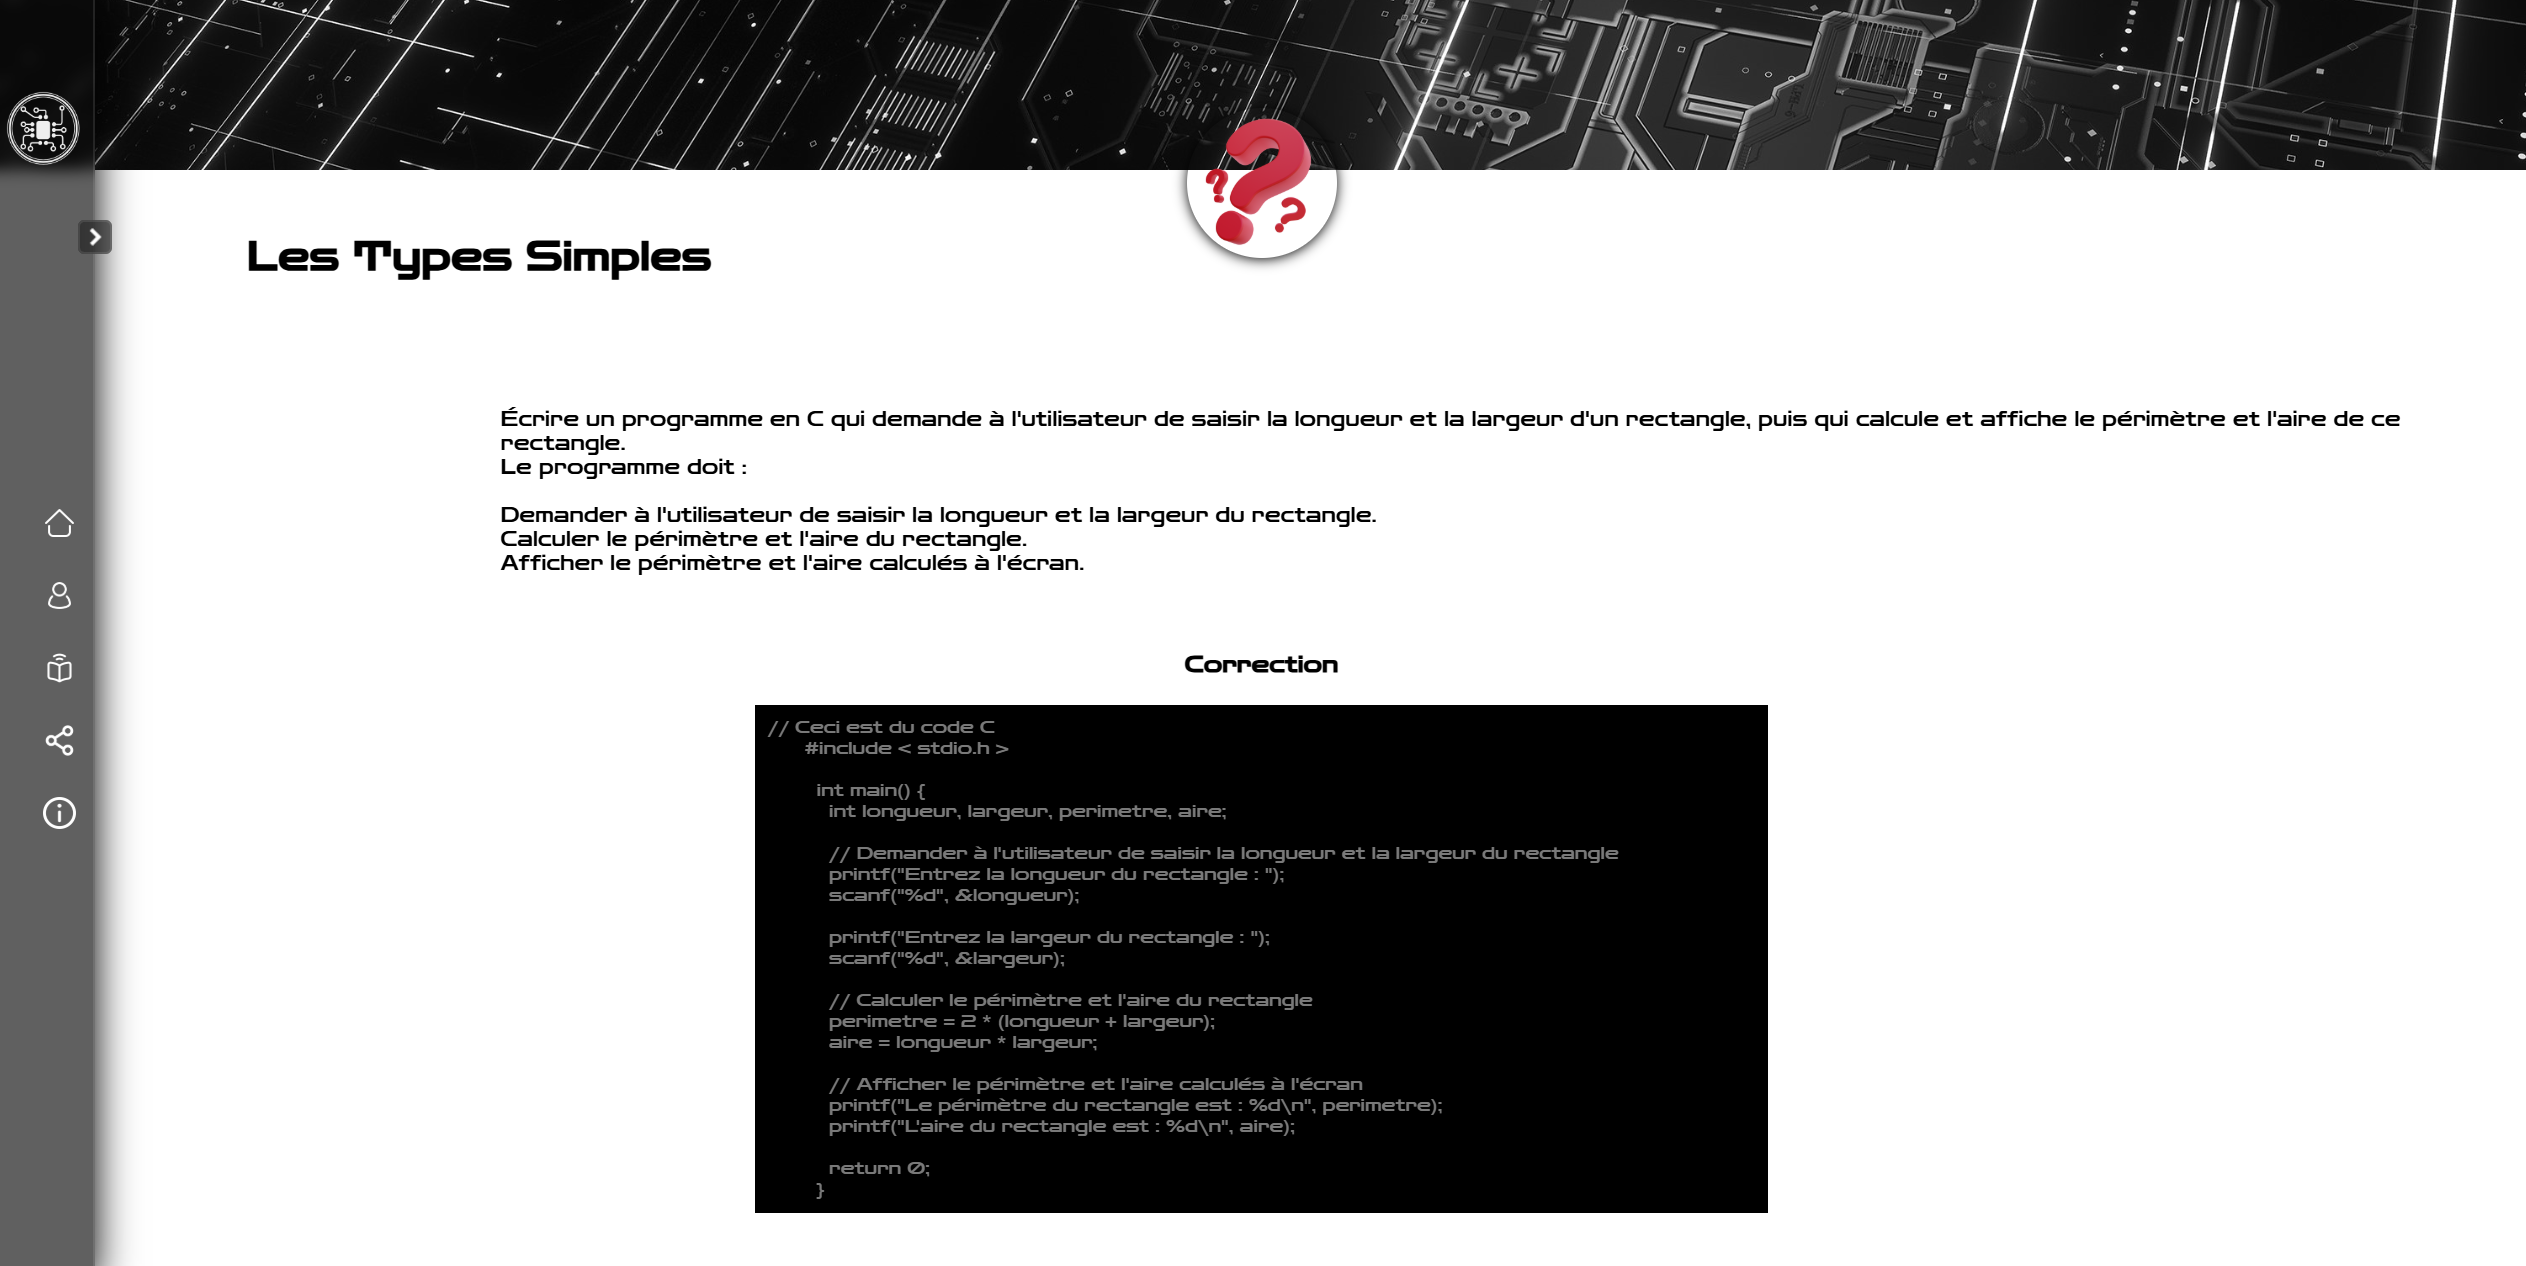 Les Types Simples
Écrire un programme en C qui demande à l'utilisateur de saisir la longueur et la largeur d'un rectangle, puis qui calcule et affiche le périmètre et l'aire de ce
rectangle.
Le programme doit :
Demander à l'utilisateur de saisir la longueur et la largeur du rectangle.
Calculer le périmètre et l'aire du rectangle.
Afficher le périmètre et l'aire calculés à l'écran.
Correction
// Ceci est du code C
#include < stdio.h >
int main() {
int longueur, largeur, perimetre, aire;
// Demander à l'utilisateur de saisir la longueur et la largeur du rectangle
printf("Entrez la longueur du rectangle : ");
scanf("%d", &longueur);
printf("Entrez la largeur du rectangle : ");
scanf("%d", &largeur);
// Calculer le périmètre et l'aire du rectangle
perimetre = 2 * (longueur + largeur);
aire = longueur * largeur;
// Afficher le périmètre et l'aire calculés à l'écran
printf("Le périmètre du rectangle est : %d\n", perimetre);
printf("L'aire du rectangle est : %d\n", aire);
return 0;
}